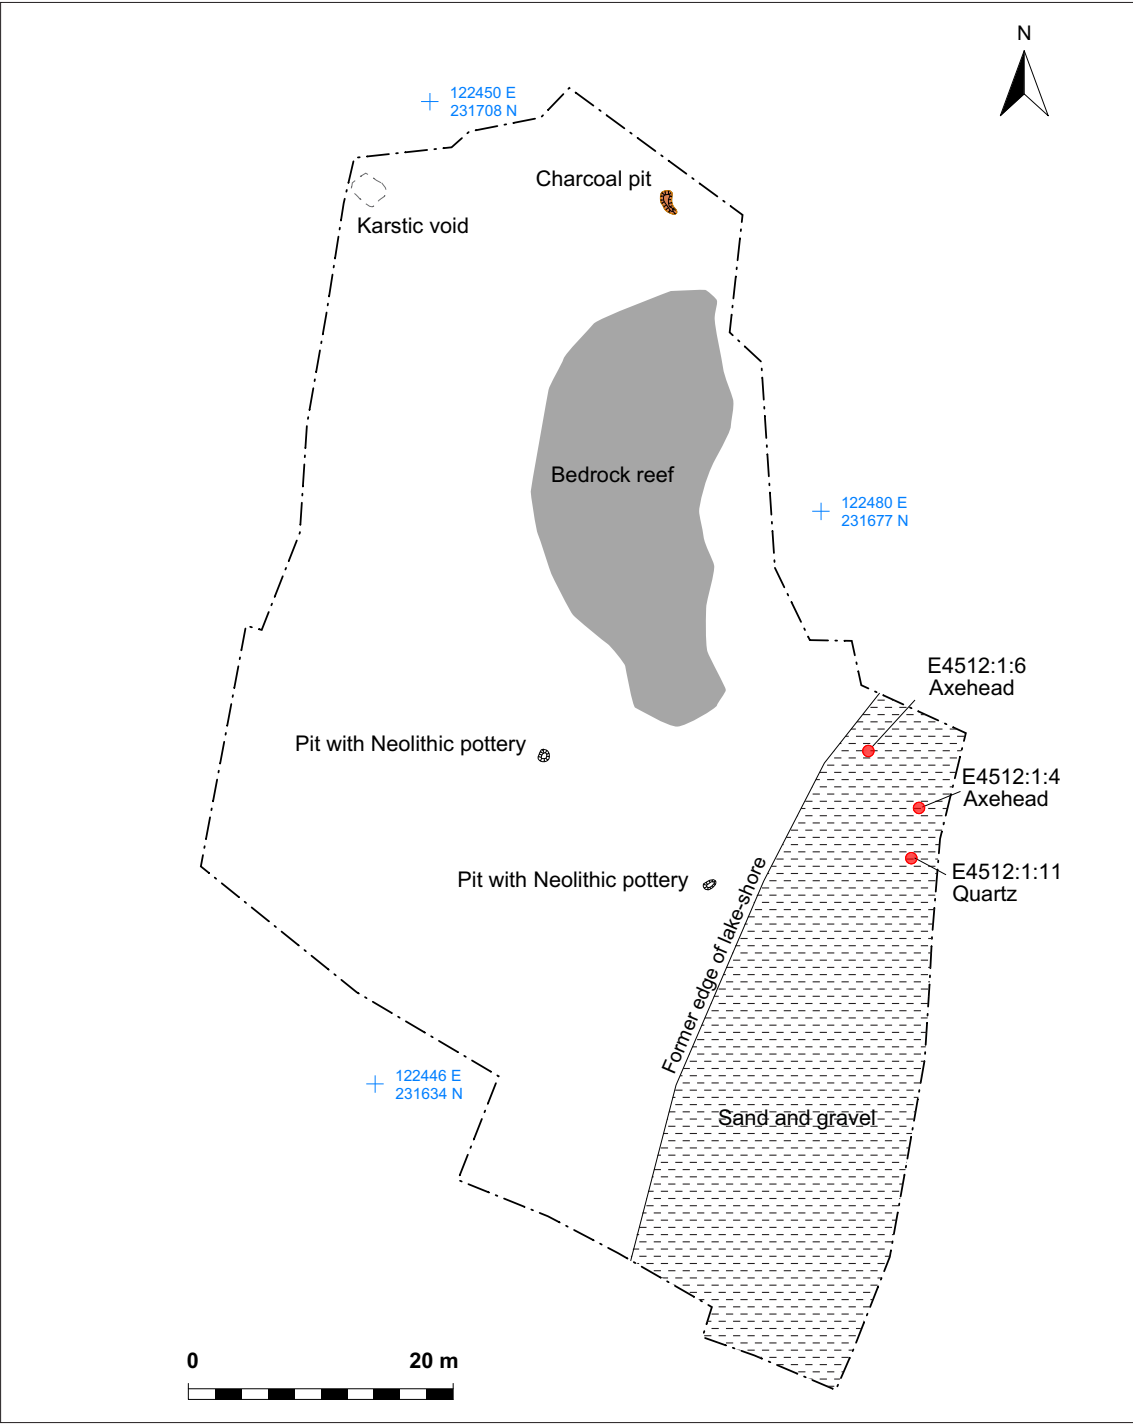 N
122450 E
231708 N
Charcoal pit
Karstic void
Bedrock reef
122480 E
231677 N
E4512:1:6
Axehead
Pit with Neolithic pottery
E4512:1:4
Axehead
E4512:1:11
Quartz
Pit with Neolithic pottery
Former edge of lake-shore
122446 E
231634 N
Sand and gravel
0 20 m